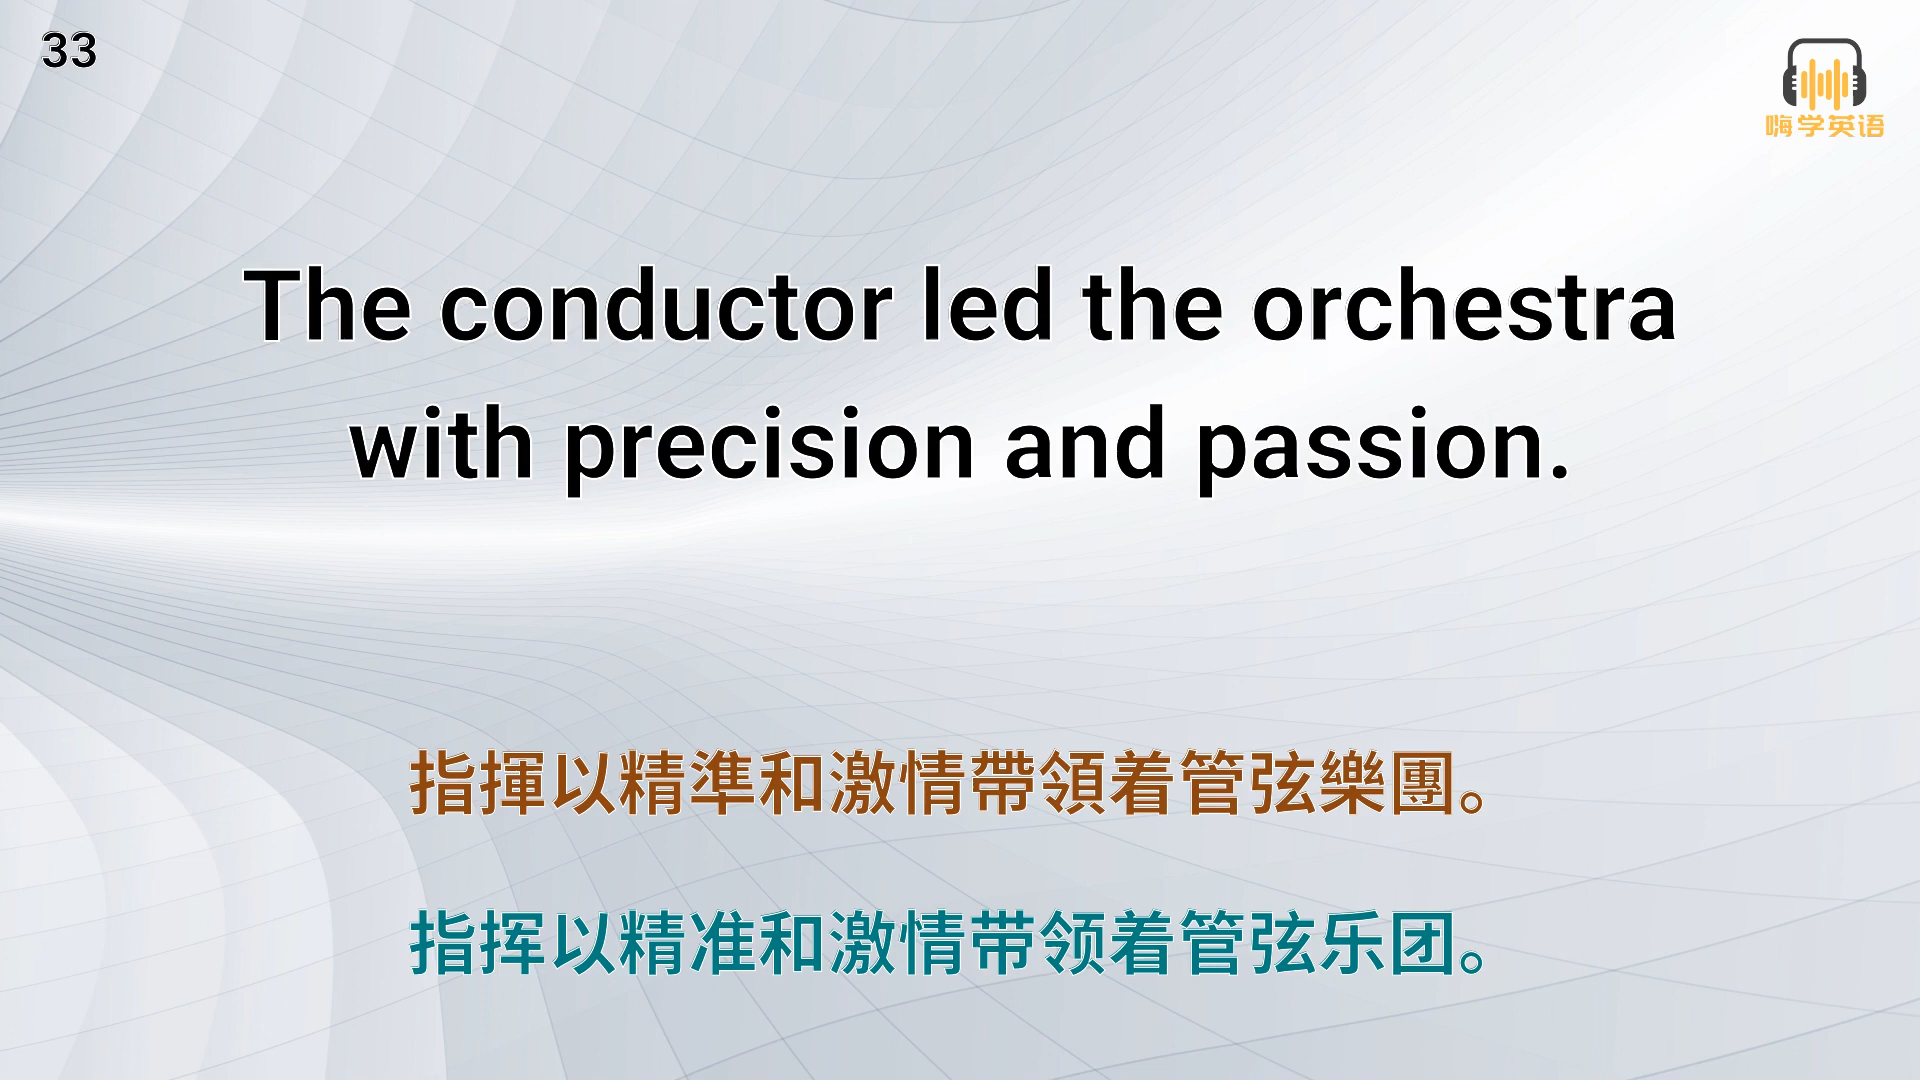 33
嗨学英语
The conductor led the orchestra
with precision and passion.
指揮以精準和激情帶領着管弦樂團。
指挥以精准和激情带领着管弦乐团。